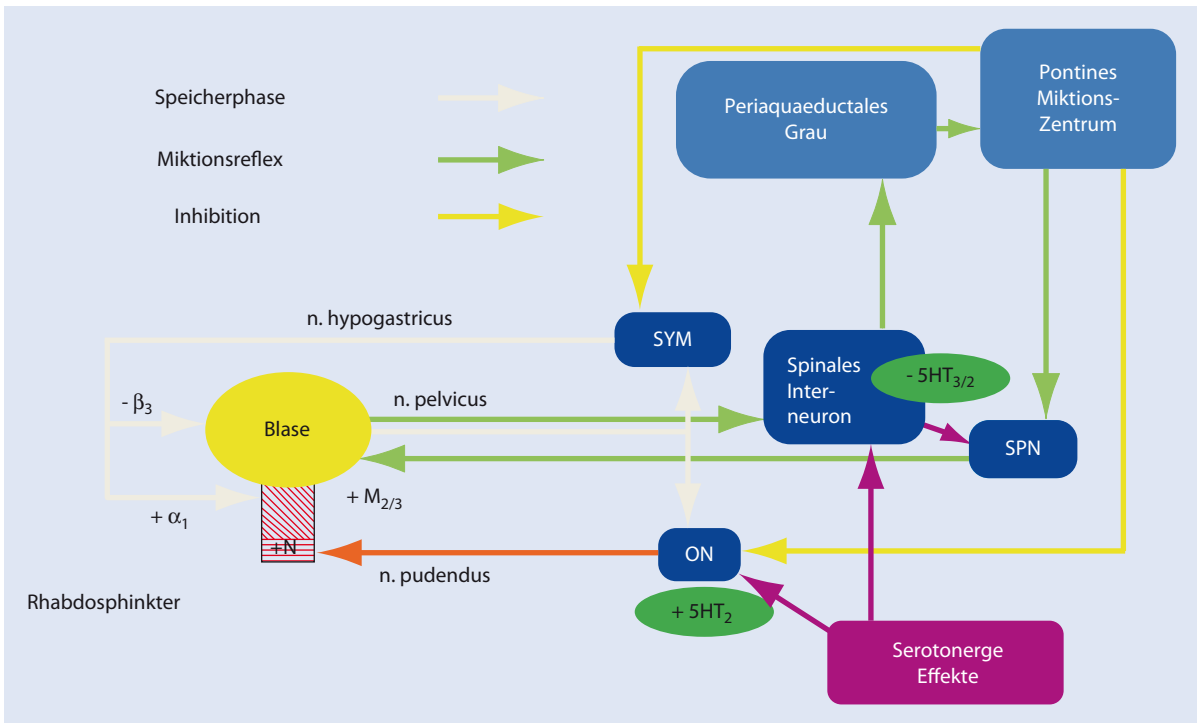 Speicherphase
Miktionsreflex
Inhibition
Periaquaeductales
Grau
Pontines
Miktions-
Zentrum
n. hypogastricus
SYM
- β3
Blase
n. pelvicus
Spinales
Inter-
neuron
- 5HT3/2
SPN
+ M2/3
+ α1
+N
n. pudendus
ON
Rhabdosphinkter
+ 5HT2
Serotonerge
Effekte